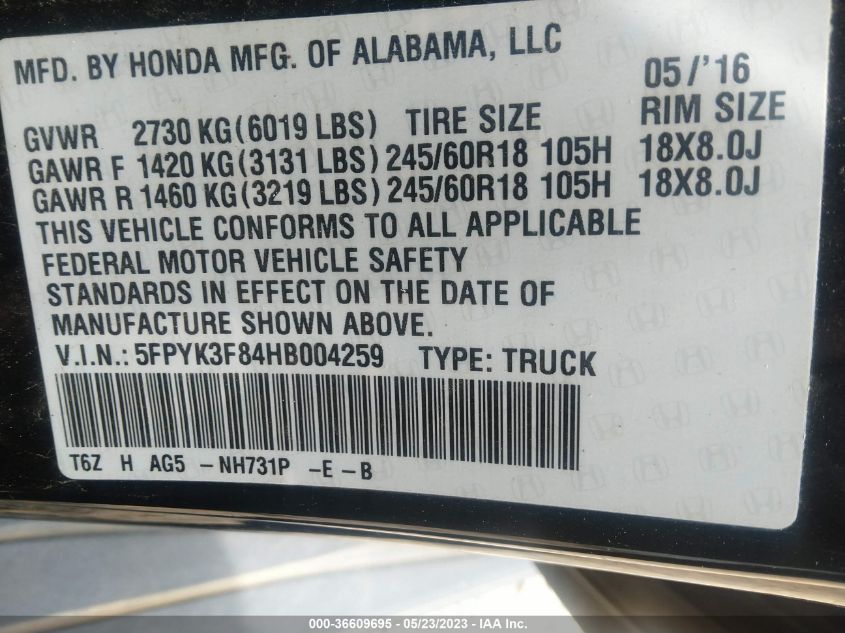 MFD. BY HONDA MFG. OF ALABAMA, LLC
05/'16
GVWR 2730 KG(6019 LBS) TIRE SIZE RIM SIZE
GAWR F 1420 KG(3131 LBS) 245/60R18 105H 18X8.0J
GAWR R 1460 KG(3219 LBS) 245/60R18 105H 18X8.0J
THIS VEHICLE CONFORMS TO ALL APPLICABLE
FEDERAL MOTOR VEHICLE SAFETY
STANDARDS IN EFFECT ON THE DATE OF
MANUFACTURE SHOWN ABOVE.
V.I.N.: 5FPYK3F84HB004259 TYPE: TRUCK
T6Z H AG5 -NH731P -E -B
000-36609695 - 05/23/2023 - IAA Inc.